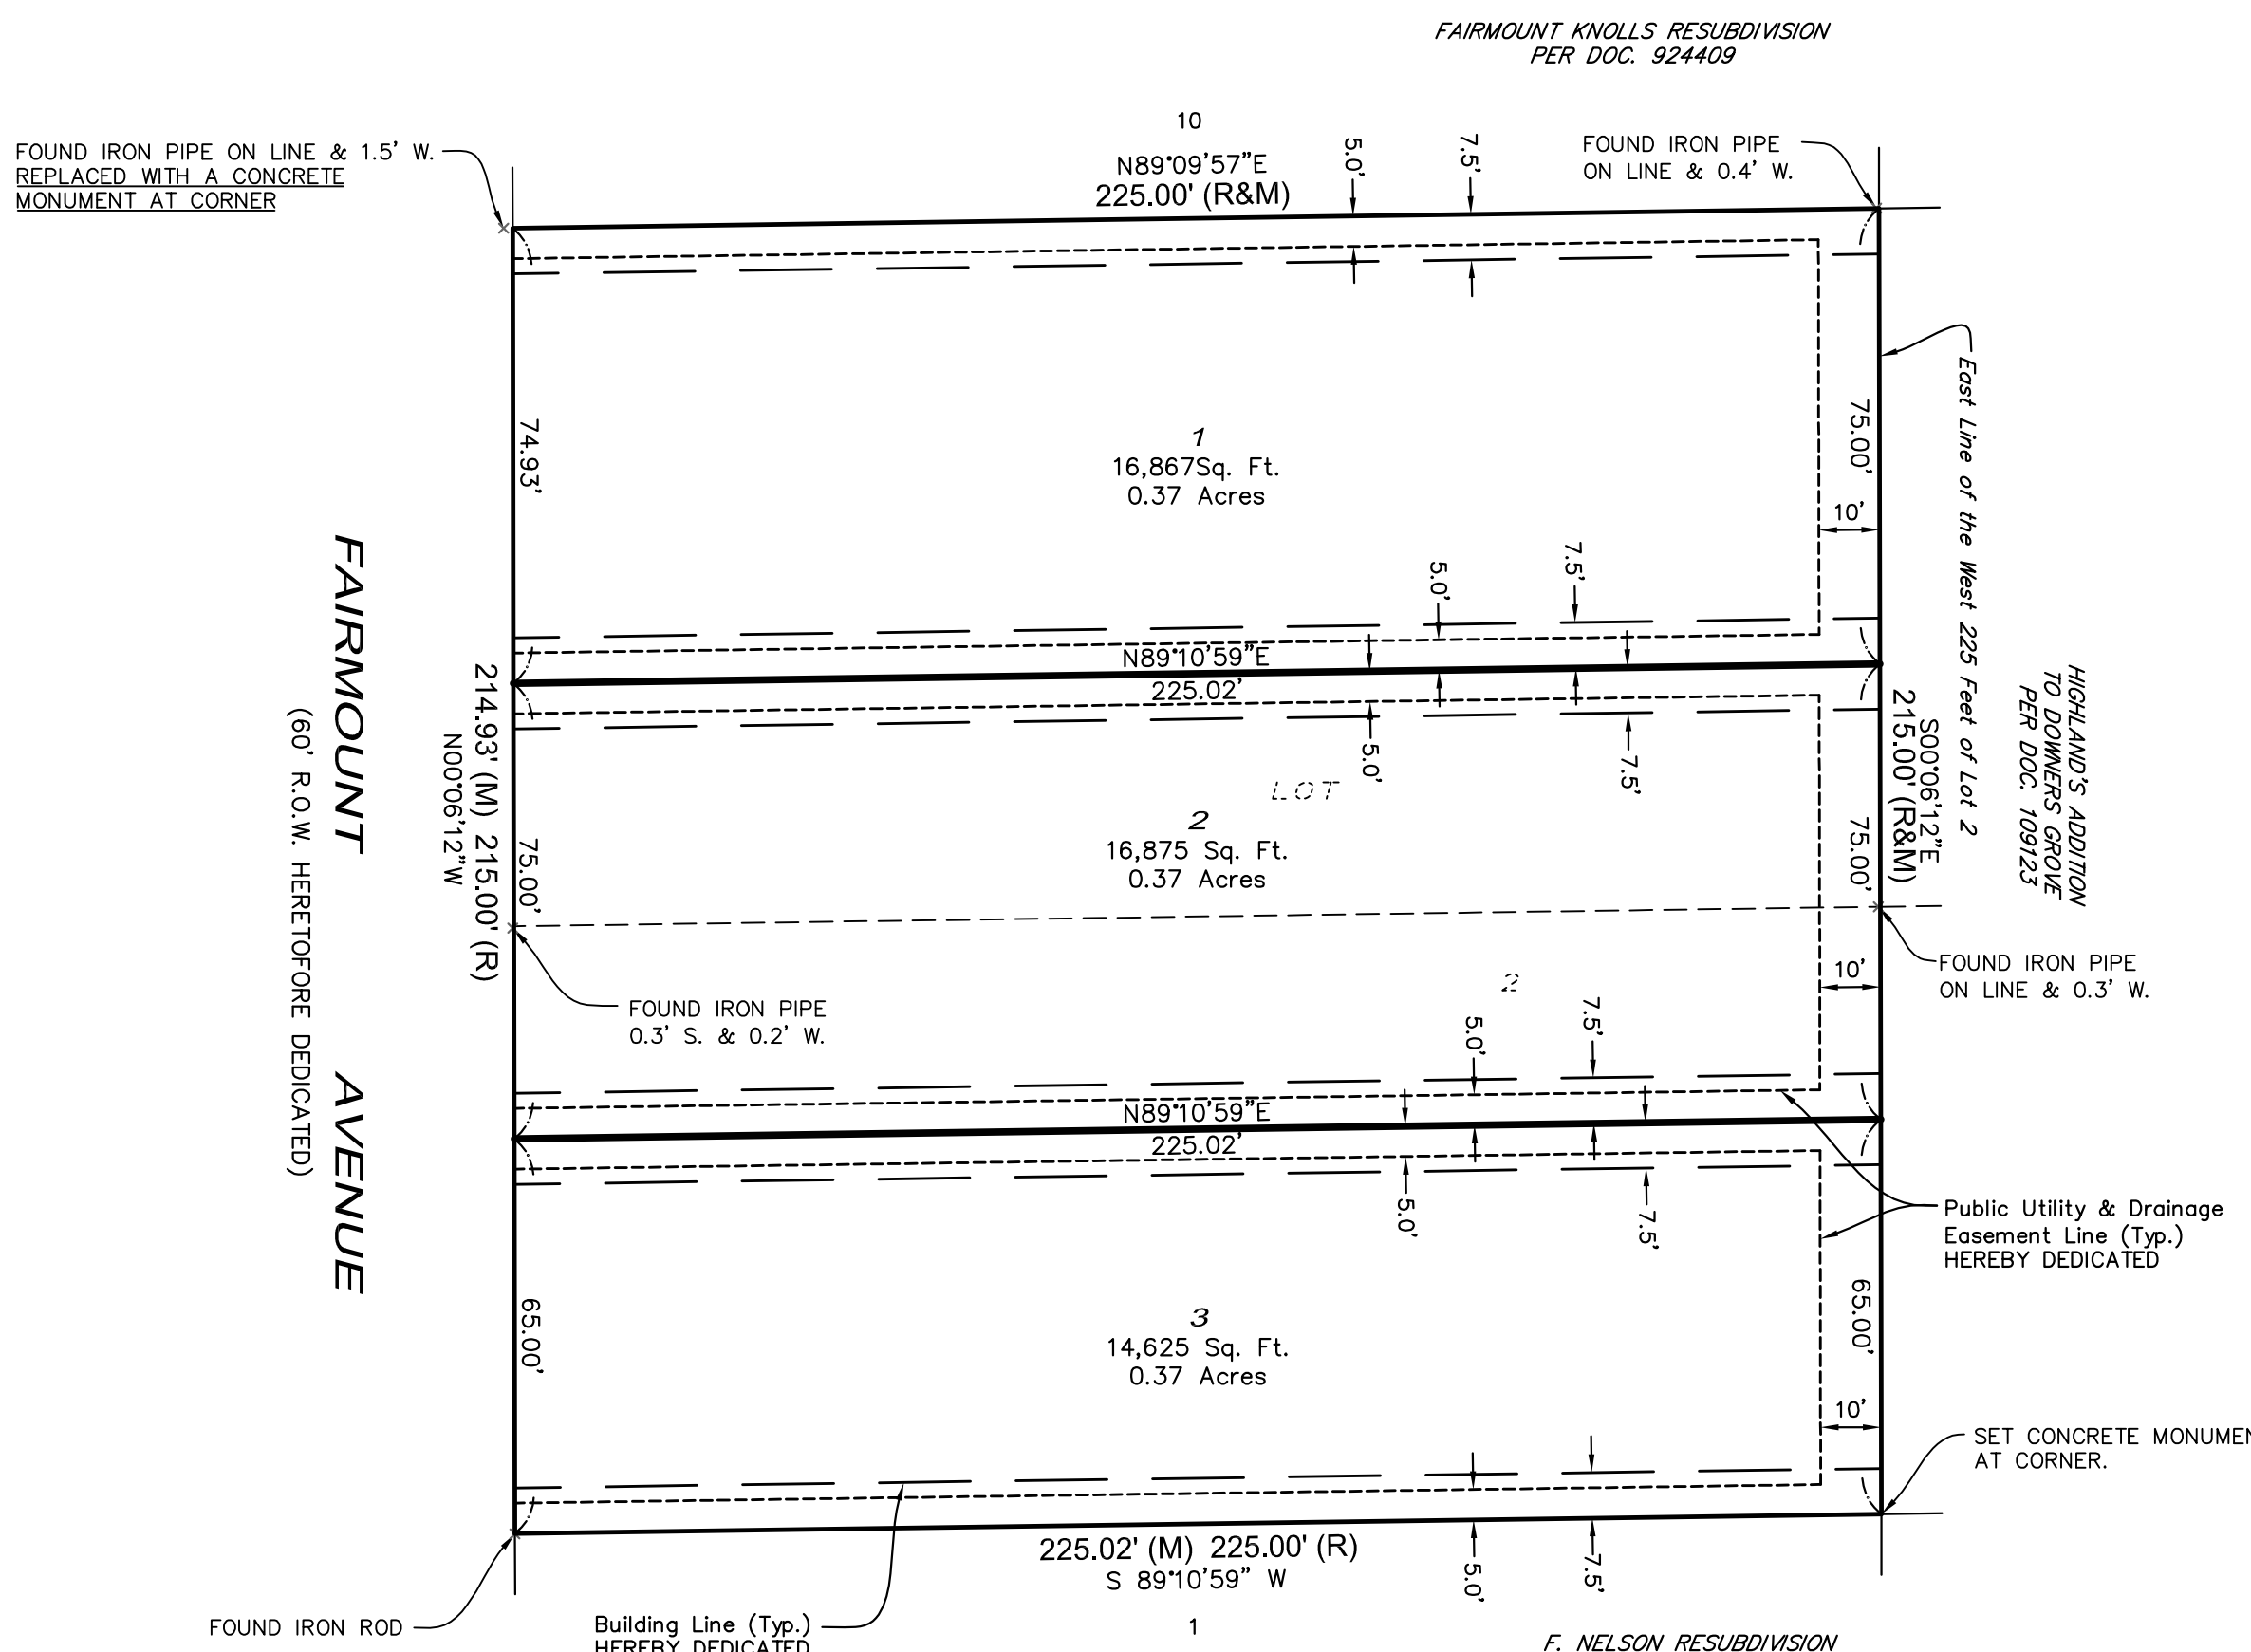 FAIRMOUNT KNOLLS RESUBDIVISION
PER DOC. 924409
10
N89°09'57"E
225.00' (R&M)
5.0'
7.5'
FOUND IRON PIPE
ON LINE & 0.4' W.
FOUND IRON PIPE ON LINE & 1.5' W.
REPLACED WITH A CONCRETE
MONUMENT AT CORNER
74.93'
1
16,867Sq. Ft.
0.37 Acres
75.00'
10'
East Line of the West 225 Feet of Lot 2
5.0'
7.5'
N89°10'59"E
225.02'
5.0'
7.5'
HIGHLAND'S ADDITION
TO DOWNERS GROVE
PER DOC. 109123
S00°06'12"E
215.00' (R&M)
FAIRMOUNT AVENUE
(60' R.O.W. HERETOFORE DEDICATED)
214.93' (M) 215.00' (R)
N00°06'12"W
75.00'
LOT
2
16,875 Sq. Ft.
0.37 Acres
75.00'
2
10'
FOUND IRON PIPE
0.3' S. & 0.2' W.
FOUND IRON PIPE
ON LINE & 0.3' W.
5.0'
7.5'
N89°10'59"E
225.02'
5.0'
7.5'
Public Utility & Drainage
Easement Line (Typ.)
HEREBY DEDICATED
65.00'
3
14,625 Sq. Ft.
0.37 Acres
65.00'
10'
SET CONCRETE MONUMEN
AT CORNER.
225.02' (M) 225.00' (R)
S 89°10'59" W
5.0'
7.5'
FOUND IRON ROD
Building Line (Typ.)
HEREBY DEDICATED
1
F. NELSON RESUBDIVISION